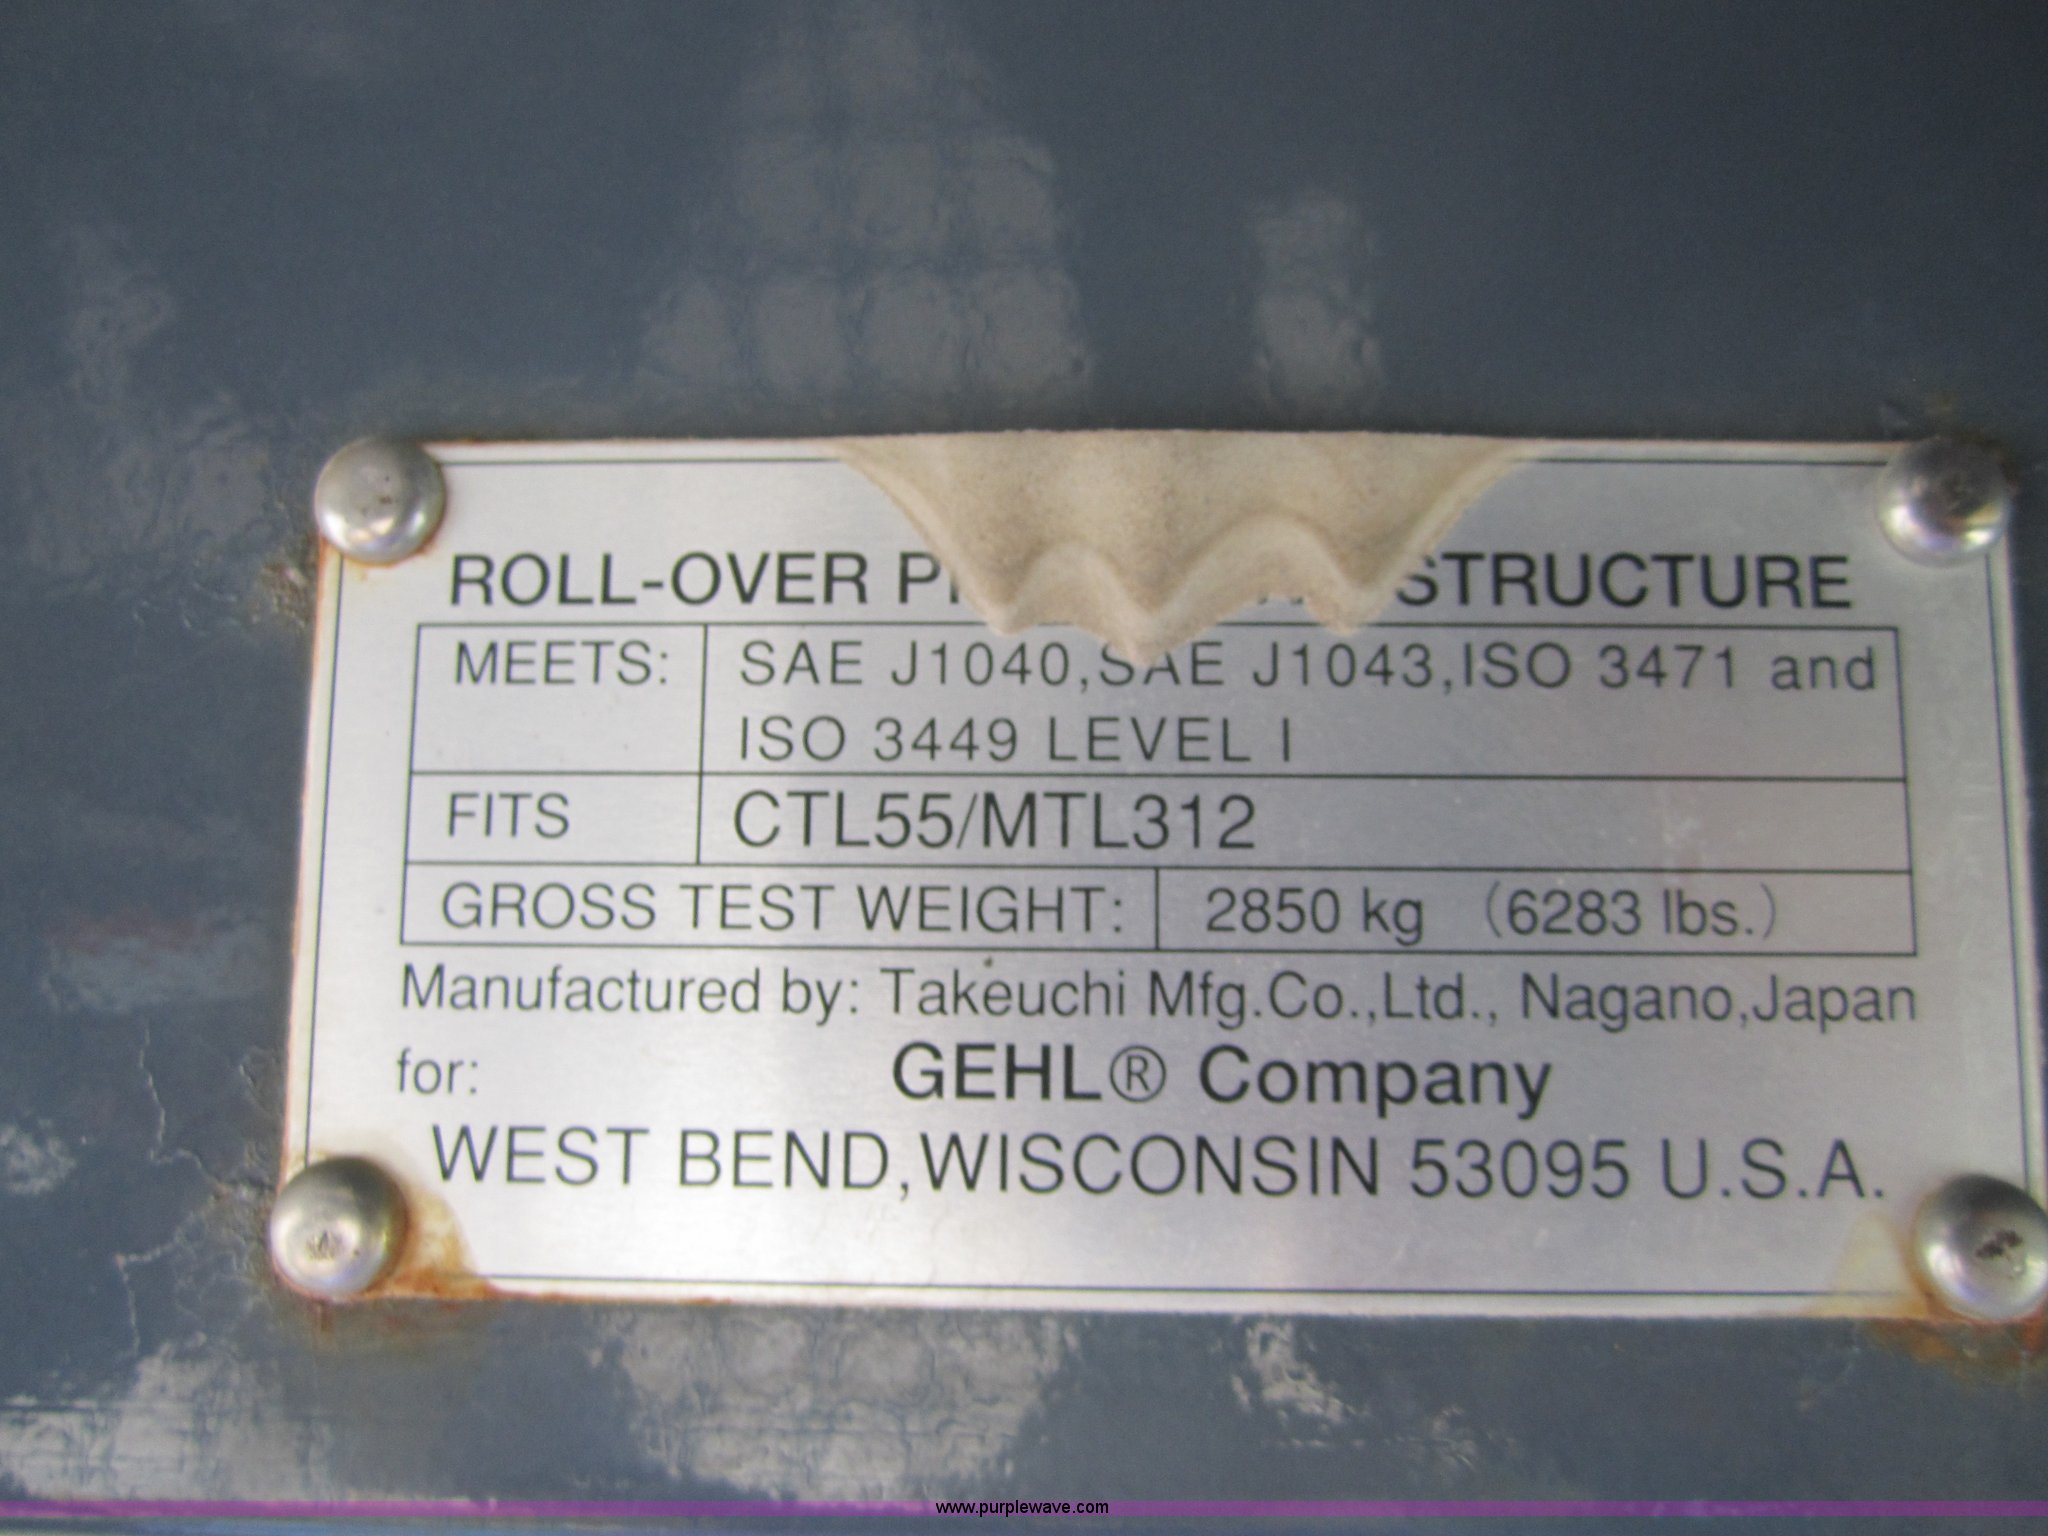 ROLL-OVER STRUCTURE
MEETS: SAE J1040,SAE J1043,ISO 3471 and
ISO 3449 LEVEL I
FITS CTL55/MTL312
GROSS TEST WEIGHT: 2850 kg (6283 lbs.)
Manufactured by: Takeuchi Mfg.Co.,Ltd., Nagano,Japan
for: GEHL® Company
WEST BEND,WISCONSIN 53095 U.S.A.
www.purplewave.com